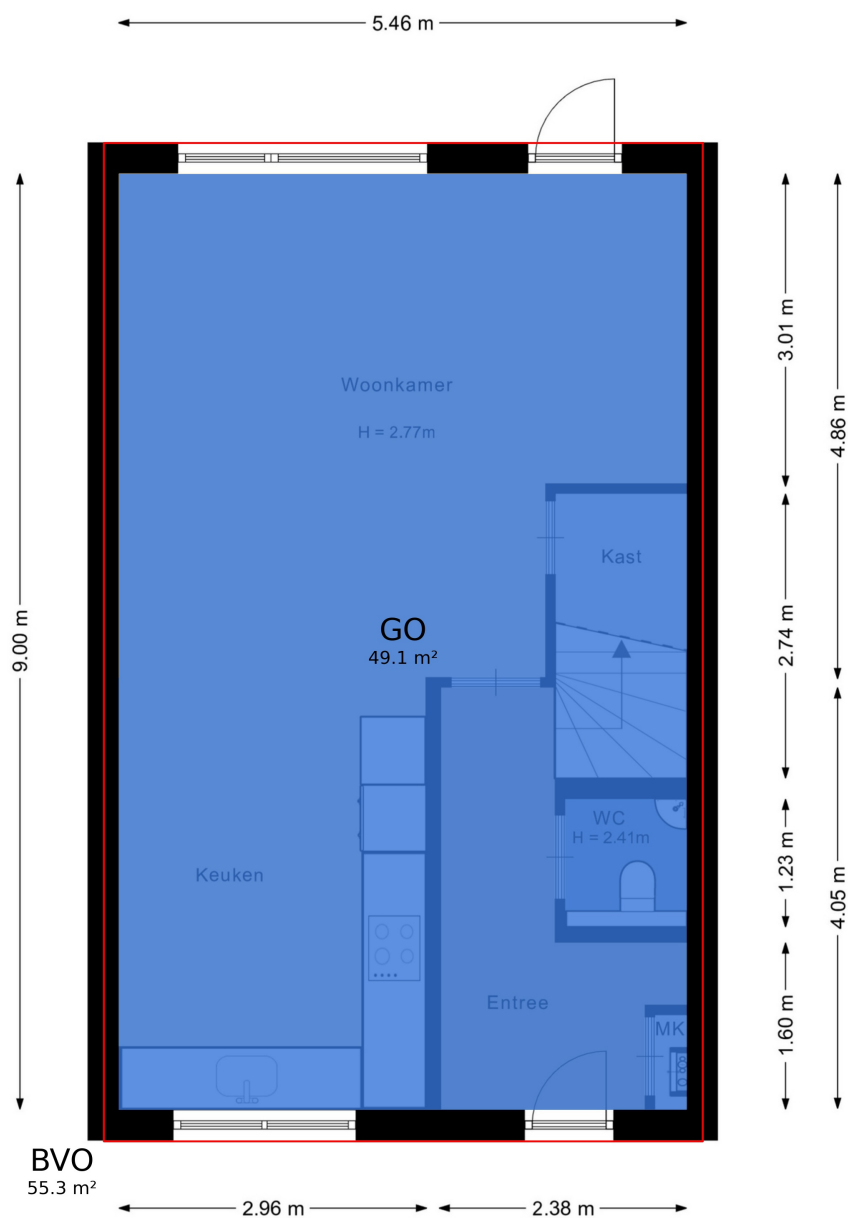 5.46 m
Woonkamer
H = 2.77m
3.01 m
4.86 m
Kast
9.00 m
GO
49.1 m²
2.74 m
WC
H = 2.41m
1.23 m
Keuken
4.05 m
Entree
MK
1.60 m
BVO
55.3 m²
2.96 m
2.38 m